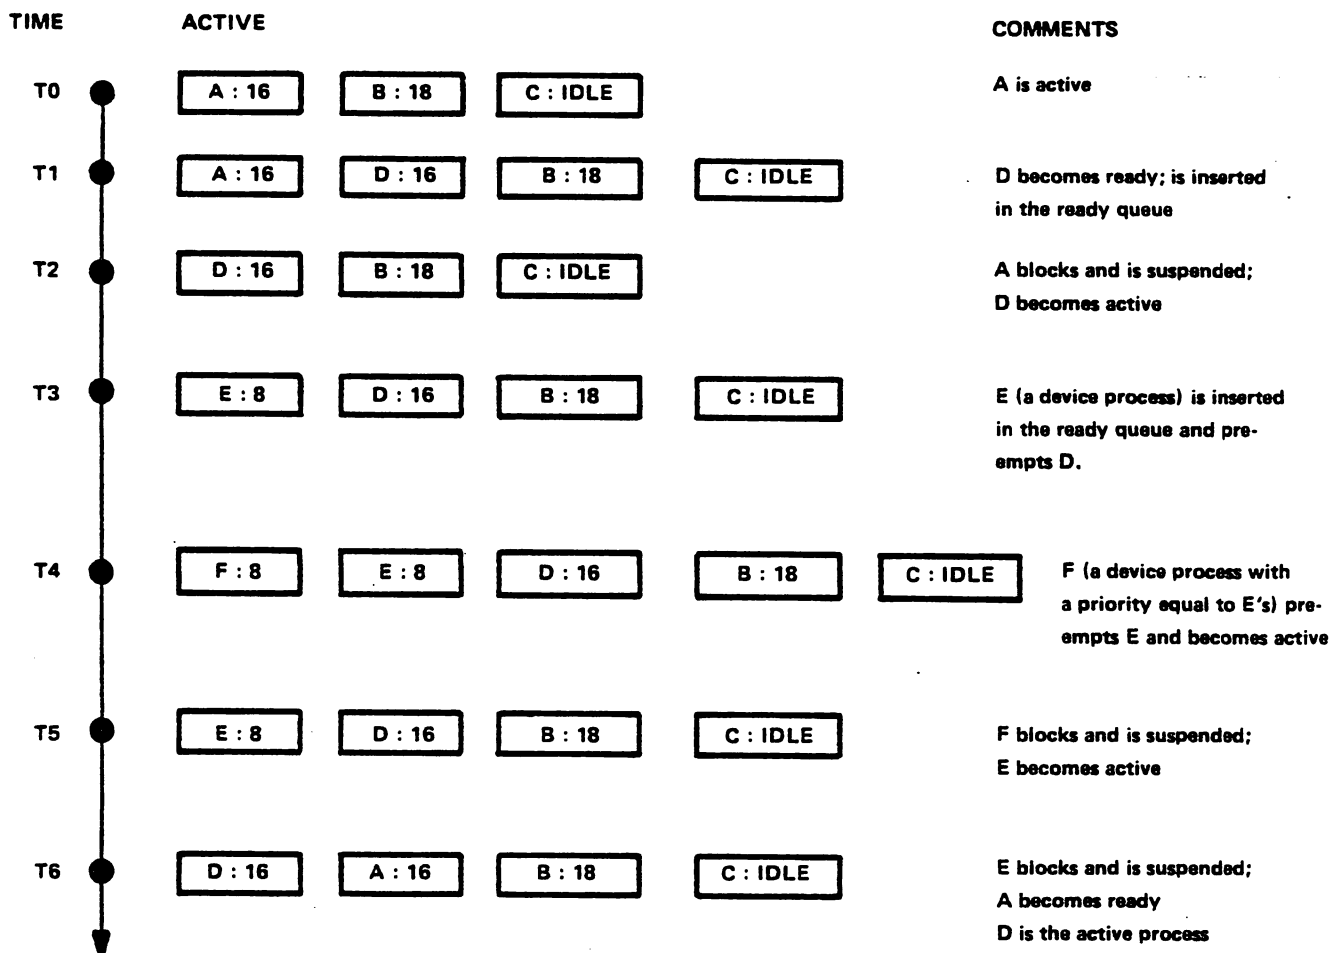 TIME ACTIVE COMMENTS
T0 A : 16 B : 18 C : IDLE A is active
T1 A : 16 D : 16 B : 18 C : IDLE D becomes ready; is inserted
in the ready queue
T2 D : 16 B : 18 C : IDLE A blocks and is suspended;
D becomes active
T3 E : 8 D : 16 B : 18 C : IDLE E (a device process) is inserted
in the ready queue and pre-
empts D.
T4 F : 8 E : 8 D : 16 B : 18 C : IDLE F (a device process with
a priority equal to E's) pre-
empts E and becomes active
T5 E : 8 D : 16 B : 18 C : IDLE F blocks and is suspended;
E becomes active
T6 D : 16 A : 16 B : 18 C : IDLE E blocks and is suspended;
A becomes ready
D is the active process